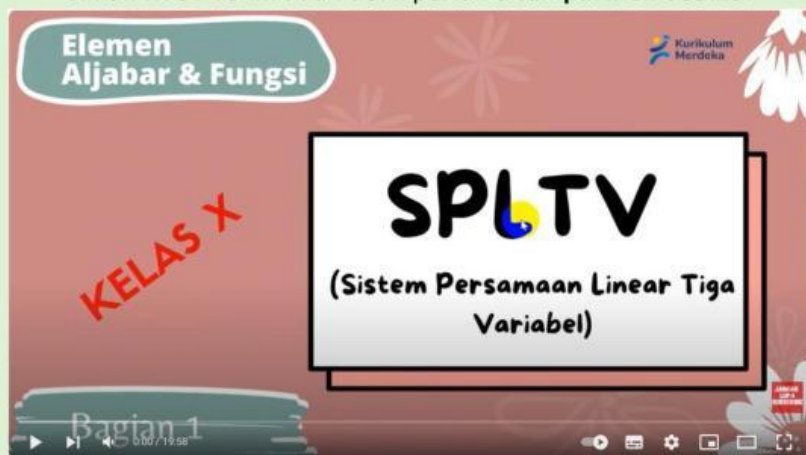 Elemen
Aljabar & Fungsi
Kurikulum
Merdeka
KELAS X
SPLTV
(Sistem Persamaan Linear Tiga
Variabel)
Bagian 1
0:00 / 19:58